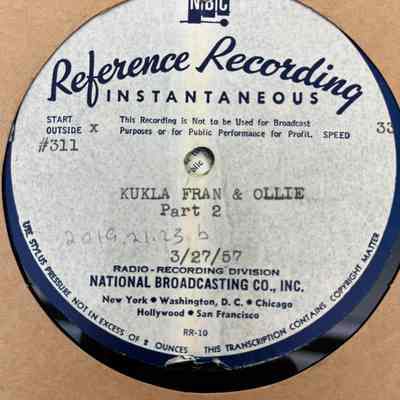 NBC
Reference Recording
INSTANTANEOUS
START
OUTSIDE X
#311
This Recording is Not to be Used for Broadcast
Purposes or for Public Performance for Profit.
SPEED 33
KUKLA FRAN & OLLIE
Part 2
2019.21.23.b
3/27/57
RADIO-RECORDING DIVISION
NATIONAL BROADCASTING CO., INC.
New York • Washington, D. C. • Chicago
Hollywood • San Francisco
RR-10
USE STYLUS PRESSURE NOT IN EXCESS OF 2 OUNCES
THIS TRANSCRIPTION CONTAINS COPYRIGHT MATTER